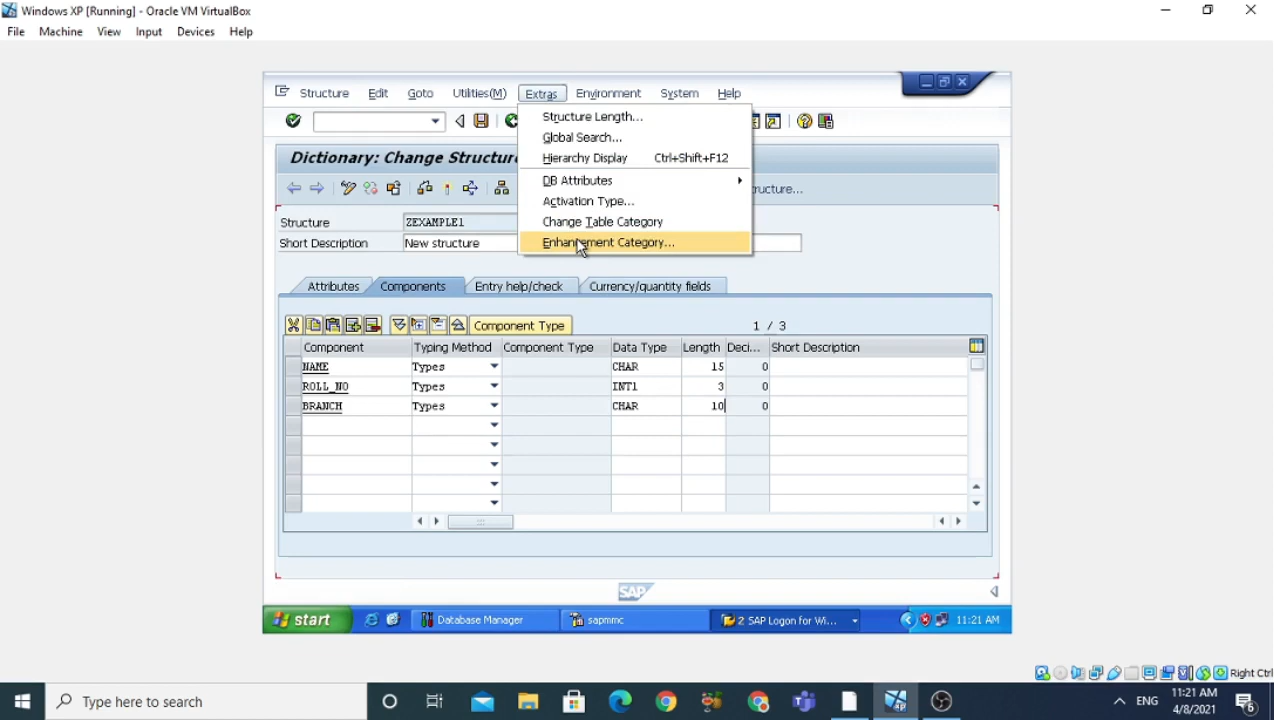 Windows XP [Running] - Oracle VM VirtualBox
File Machine View Input Devices Help
Structure Edit Goto Utilities(M) Extras Environment System Help
Structure Length...
Global Search...
Dictionary: Change Structure
Hierarchy Display Ctrl+Shift+F12
DB Attributes
ructure...
Activation Type...
Structure ZEXAMPLE1
Change Table Category
Short Description New structure
Enhancement Category...
Attributes Components Entry help/check Currency/quantity fields
Component Type 1 / 3
Component Typing Method Component Type Data Type Length Deci... Short Description
NAME Types CHAR 15 0
ROLL_NO Types INT1 3 0
BRANCH Types CHAR 10 0
SAP
start Database Manager sapmmc 2 SAP Logon for Wi... 11:21 AM
Right Ctrl
Type here to search ENG 11:21 AM
4/8/2021 6